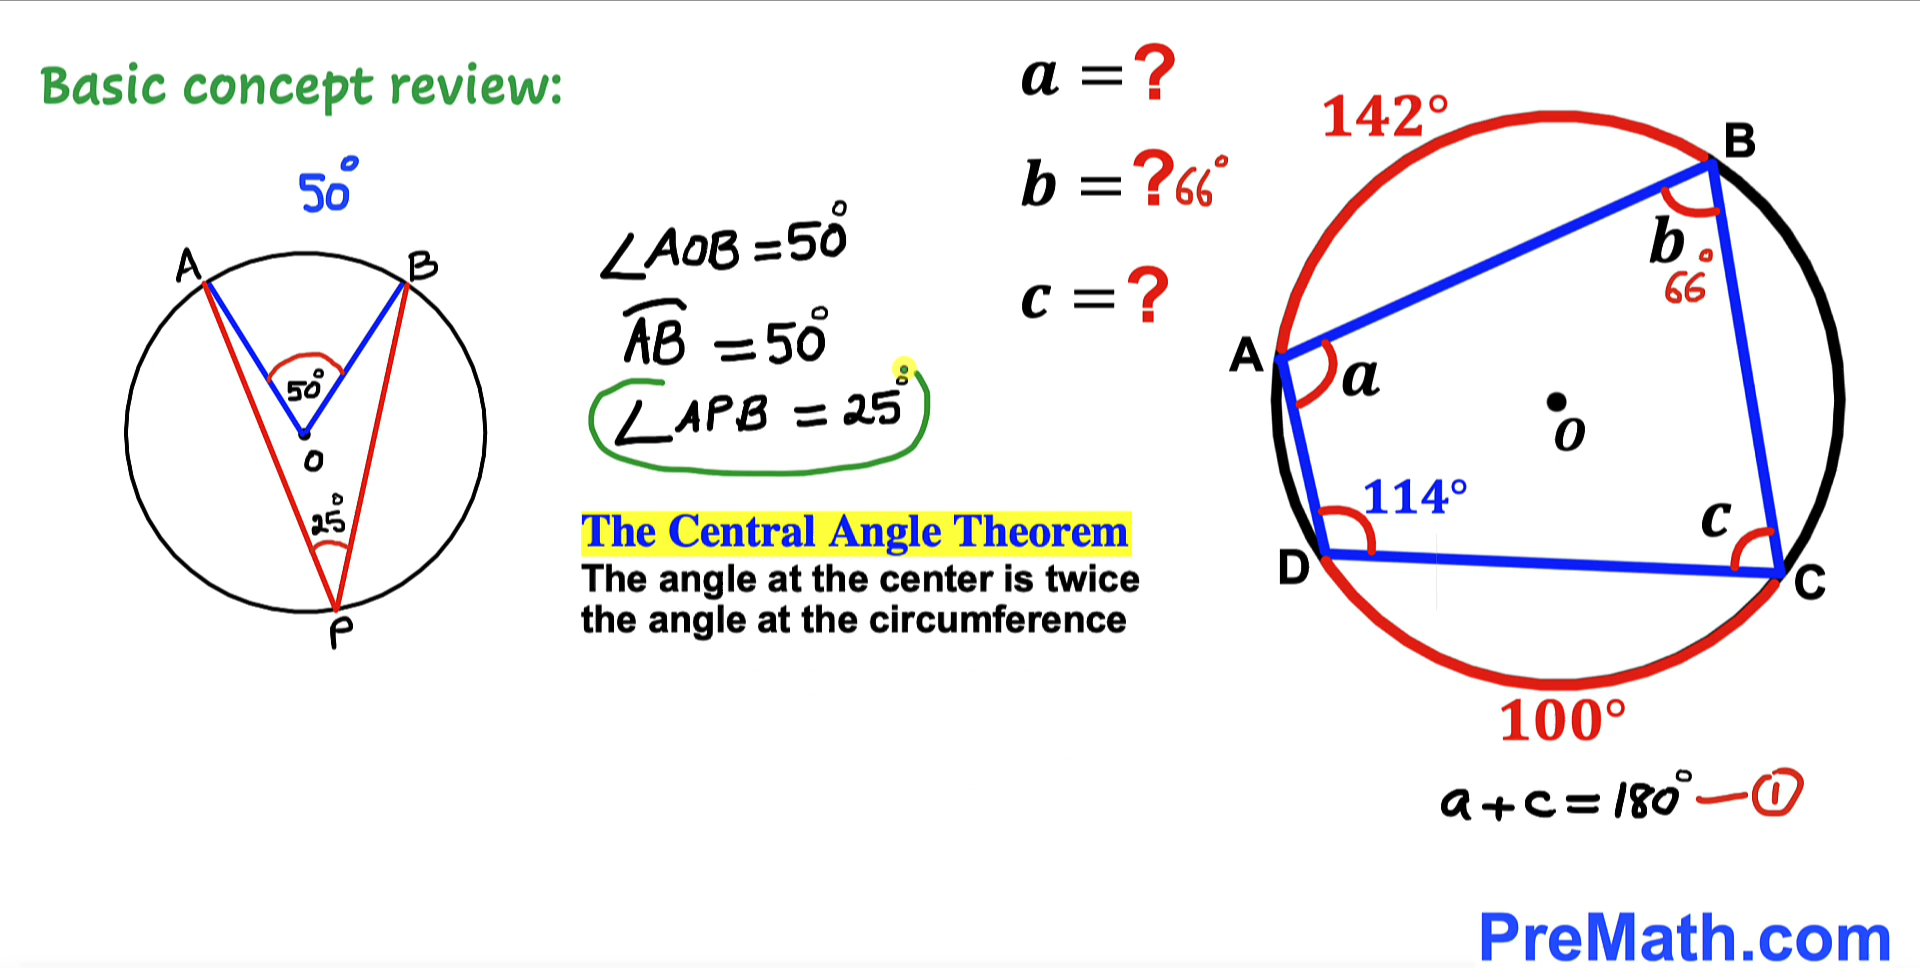 Basic concept review:
50°
A
B
50°
O
25°
P
∠AOB = 50°
AB = 50°
∠APB = 25°
The Central Angle Theorem
The angle at the center is twice
the angle at the circumference
a = ?
b = ? 66°
c = ?
142°
B
b
66°
A
a
O
114°
c
D
C
100°
a + c = 180° — ①
PreMath.com